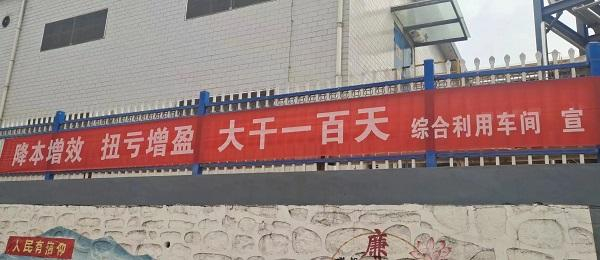 降本增效 扭亏增盈 大干一百天 综合利用车间 宣
人民有信仰
廉